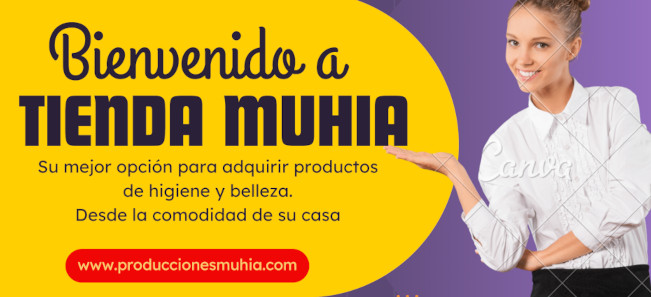 Bienvenido a
TIENDA MUHIA
Su mejor opción para adquirir productos
de higiene y belleza.
Desde la comodidad de su casa
www.produccionesmuhia.com
Canva